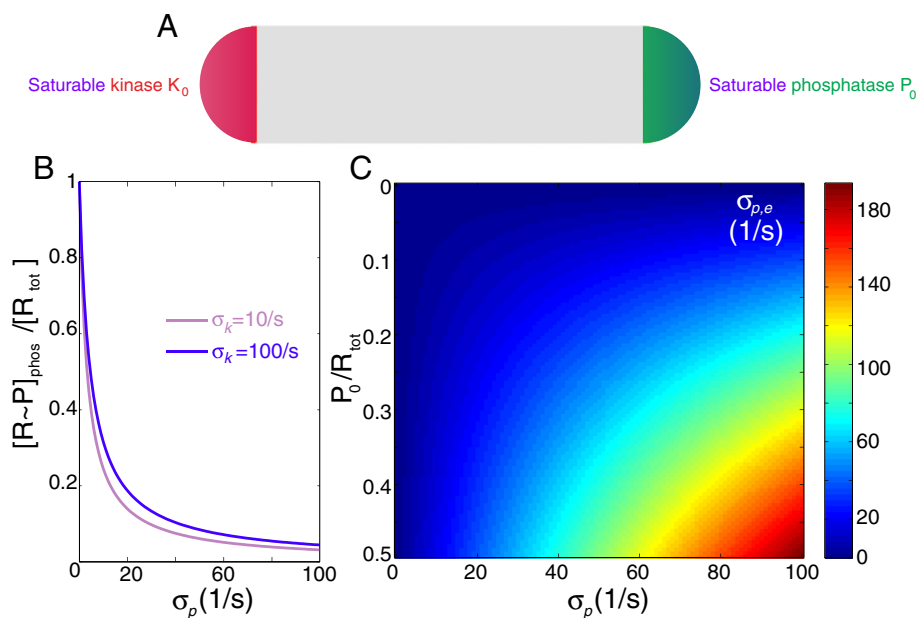 A
Saturable kinase K₀
Saturable phosphatase P₀
B
1
0.8
0.6
0.4
0.2
0
20
60
100
[R~P]phos /[R tot ]
σk=10/s
σk=100/s
σp(1/s)
C
0
0.1
0.2
0.3
0.4
0.5
P₀/Rtot
0
20
40
60
80
100
σp(1/s)
σp,e
(1/s)
180
140
100
60
20
0